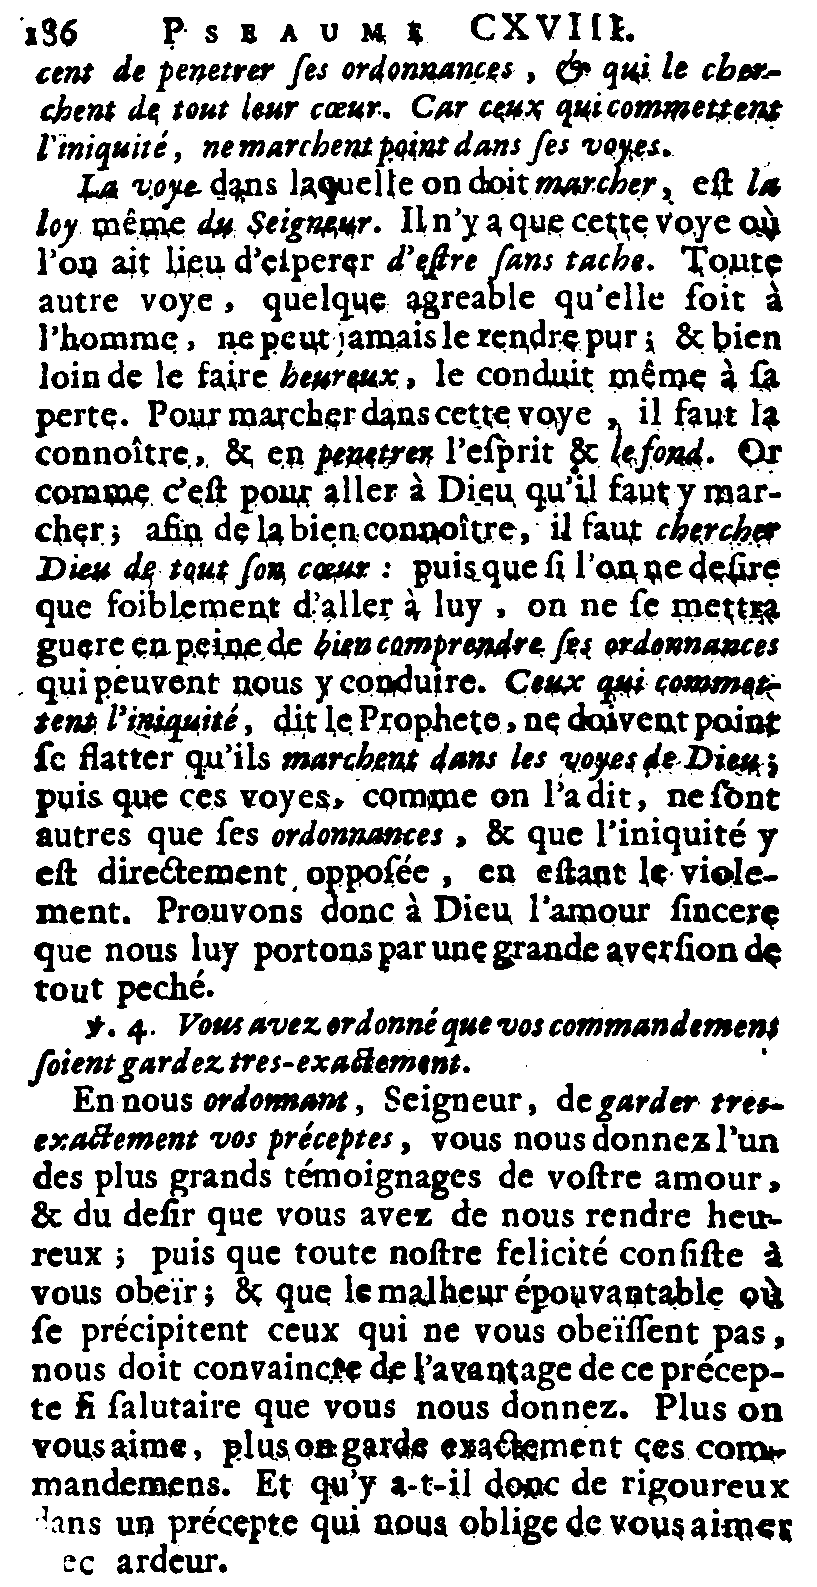 186 PSEAUME CXVIII.
cent de penetrer ſes ordonnances, & qui le cher-
chent de tout leur cœur. Car ceux qui commettent
l'iniquité, ne marchent point dans ſes voyes.
La voye dans laquelle on doit marcher, eſt la
loy même du Seigneur. Il n'y a que cette voye où
l'on ait lieu d'eſperer d'eſtre ſans tache. Toute
autre voye, quelque agreable qu'elle ſoit à
l'homme, ne peut jamais le rendre pur; & bien
loin de le faire heureux, le conduit même à ſa
perte. Pour marcher dans cette voye, il faut la
connoître, & en penetrer l'eſprit & le fond. Or
comme c'eſt pour aller à Dieu qu'il faut y mar-
cher; afin de la bien connoître, il faut chercher
Dieu de tout ſon cœur : puis que ſi l'on ne deſire
que foiblement d'aller à luy, on ne ſe mettra
guere en peine de bien comprendre ſes ordonnances
qui peuvent nous y conduire. Ceux qui commet-
tent l'iniquité, dit le Prophete, ne doivent point
ſe flatter qu'ils marchent dans les voyes de Dieu;
puis que ces voyes, comme on l'a dit, ne ſont
autres que ſes ordonnances, & que l'iniquité y
eſt directement oppoſée, en eſtant le viole-
ment. Prouvons donc à Dieu l'amour ſincere
que nous luy portons par une grande averſion de
tout peché.
℣. 4. Vous avez ordonné que vos commandemens
ſoient gardez tres-exactement.
En nous ordonnant, Seigneur, de garder tres-
exactement vos préceptes, vous nous donnez l'un
des plus grands témoignages de voſtre amour,
& du deſir que vous avez de nous rendre heu-
reux; puis que toute noſtre felicité conſiſte à
vous obeïr; & que le malheur épouvantable où
ſe précipitent ceux qui ne vous obeïſſent pas,
nous doit convaincre de l'avantage de ce précep-
te ſi ſalutaire que vous nous donnez. Plus on
vous aime, plus on garde exactement ces com-
mandemens. Et qu'y a-t-il donc de rigoureux
dans un précepte qui nous oblige de vous aimer
ec ardeur.